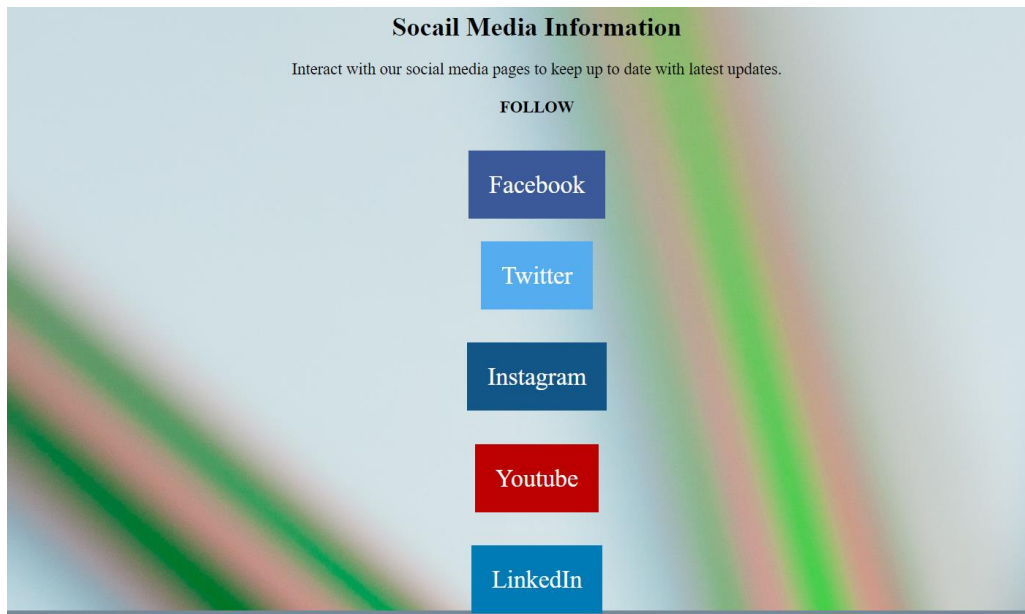 Socail Media Information
Interact with our social media pages to keep up to date with latest updates.
FOLLOW
Facebook
Twitter
Instagram
Youtube
LinkedIn